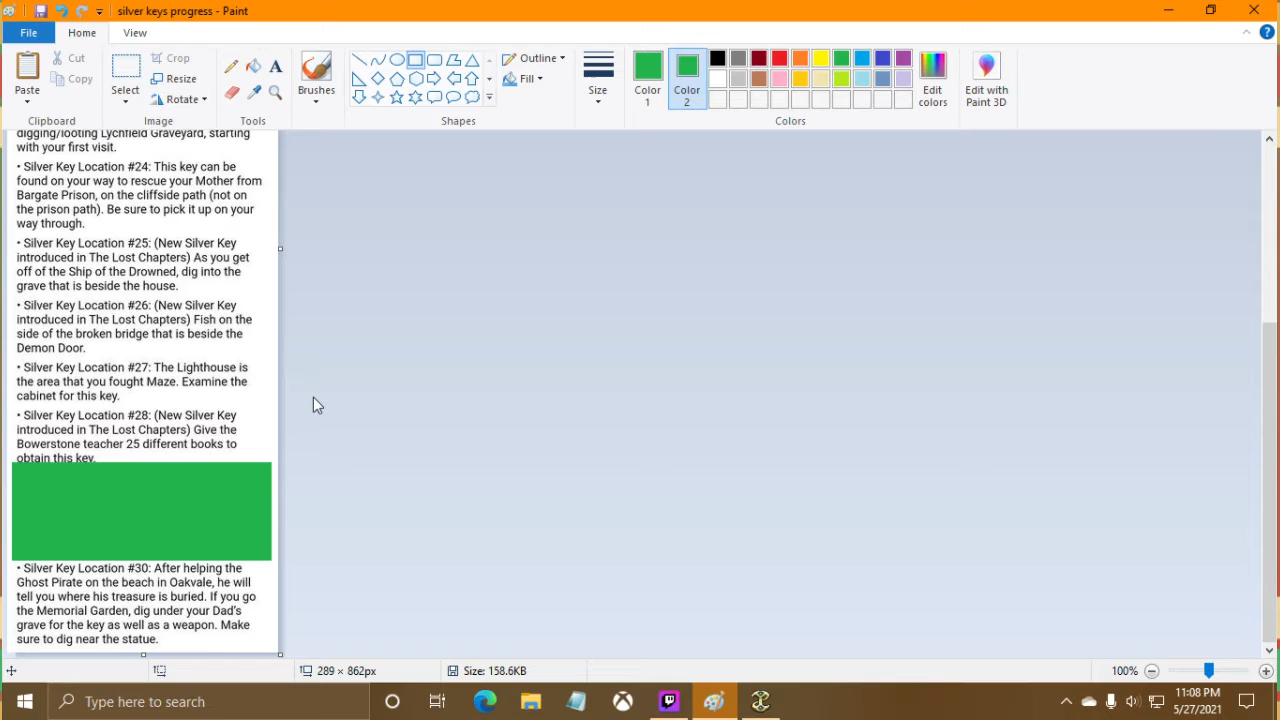 silver keys progress - Paint
File
Home
View
Paste
Cut
Copy
Clipboard
Select
Crop
Resize
Rotate
Image
A
Tools
Brushes
Outline
Fill
Shapes
Size
Color 1
Color 2
Edit colors
Edit with Paint 3D
Colors
digging/looting Lychfield Graveyard, starting
with your first visit.
• Silver Key Location #24: This key can be
found on your way to rescue your Mother from
Bargate Prison, on the cliffside path (not on
the prison path). Be sure to pick it up on your
way through.
• Silver Key Location #25: (New Silver Key
introduced in The Lost Chapters) As you get
off of the Ship of the Drowned, dig into the
grave that is beside the house.
• Silver Key Location #26: (New Silver Key
introduced in The Lost Chapters) Fish on the
side of the broken bridge that is beside the
Demon Door.
• Silver Key Location #27: The Lighthouse is
the area that you fought Maze. Examine the
cabinet for this key.
• Silver Key Location #28: (New Silver Key
introduced in The Lost Chapters) Give the
Bowerstone teacher 25 different books to
obtain this key.
• Silver Key Location #30: After helping the
Ghost Pirate on the beach in Oakvale, he will
tell you where his treasure is buried. If you go
the Memorial Garden, dig under your Dad's
grave for the key as well as a weapon. Make
sure to dig near the statue.
289 × 862px
Size: 158.6KB
100%
Type here to search
11:08 PM
5/27/2021